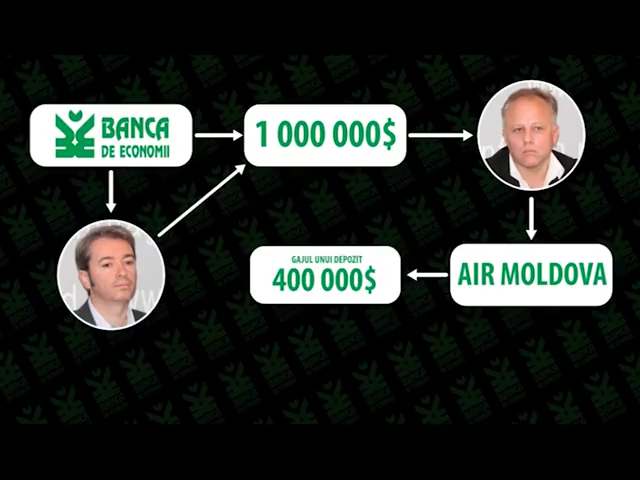 BANCA
DE ECONOMII
1 000 000$
GAJUL UNUI DEPOZIT
400 000$
AIR MOLDOVA